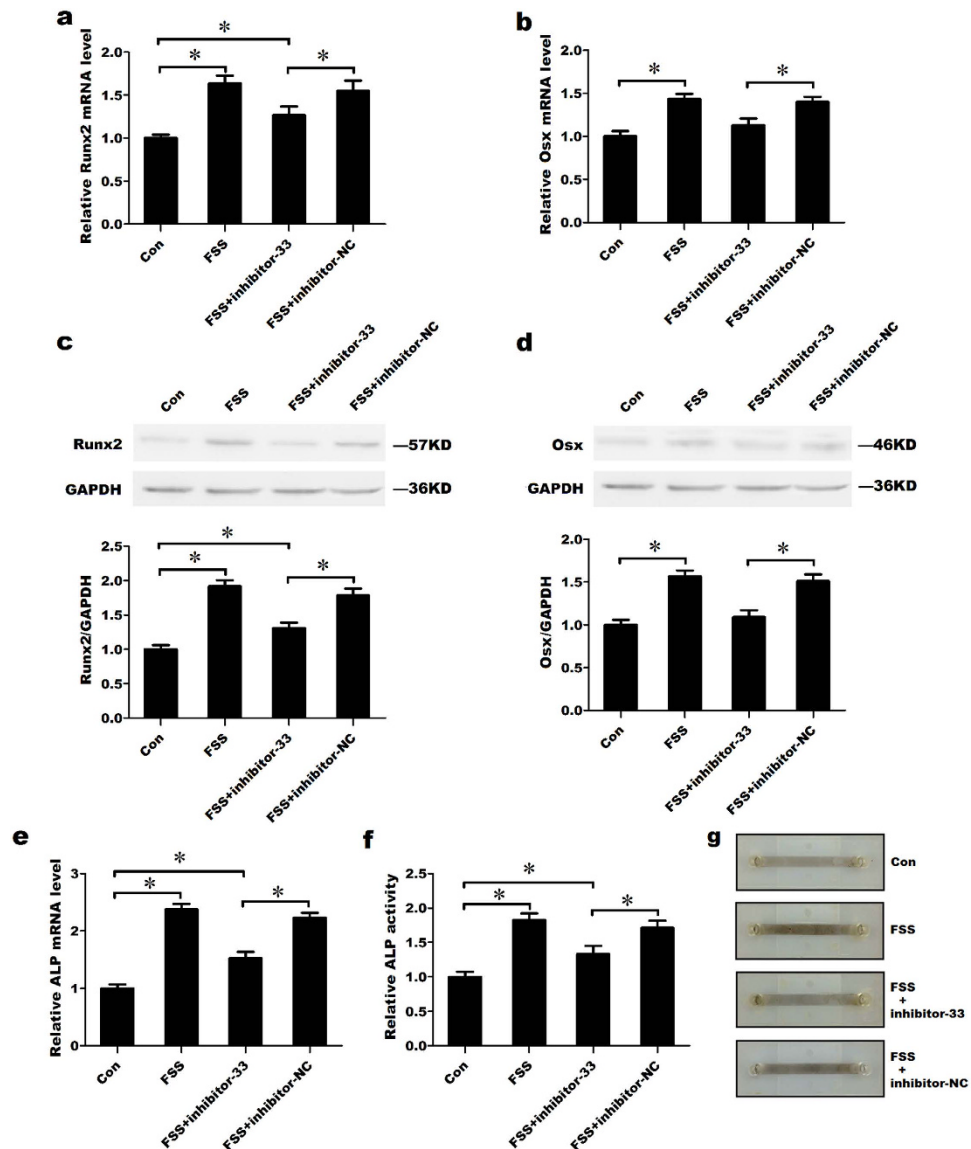 a
Relative Runx2 mRNA level
2.0
1.5
1.0
0.5
0.0
*
*
*
Con
FSS
FSS+inhibitor-33
FSS+inhibitor-NC
b
Relative Osx mRNA level
2.0
1.5
1.0
0.5
0.0
*
*
Con
FSS
FSS+inhibitor-33
FSS+inhibitor-NC
c
Con
FSS
FSS+inhibitor-33
FSS+inhibitor-NC
Runx2
—57KD
GAPDH
—36KD
Runx2/GAPDH
2.5
2.0
1.5
1.0
0.5
0.0
*
*
*
Con
FSS
FSS+inhibitor-33
FSS+inhibitor-NC
d
Con
FSS
FSS+inhibitor-33
FSS+inhibitor-NC
Osx
—46KD
GAPDH
—36KD
Osx/GAPDH
2.0
1.5
1.0
0.5
0.0
*
*
Con
FSS
FSS+inhibitor-33
FSS+inhibitor-NC
e
Relative ALP mRNA level
3
2
1
0
*
*
*
Con
FSS
FSS+inhibitor-33
FSS+inhibitor-NC
f
Relative ALP activity
2.5
2.0
1.5
1.0
0.5
0.0
*
*
*
Con
FSS
FSS+inhibitor-33
FSS+inhibitor-NC
g
Con
FSS
FSS
+
inhibitor-33
FSS
+
inhibitor-NC